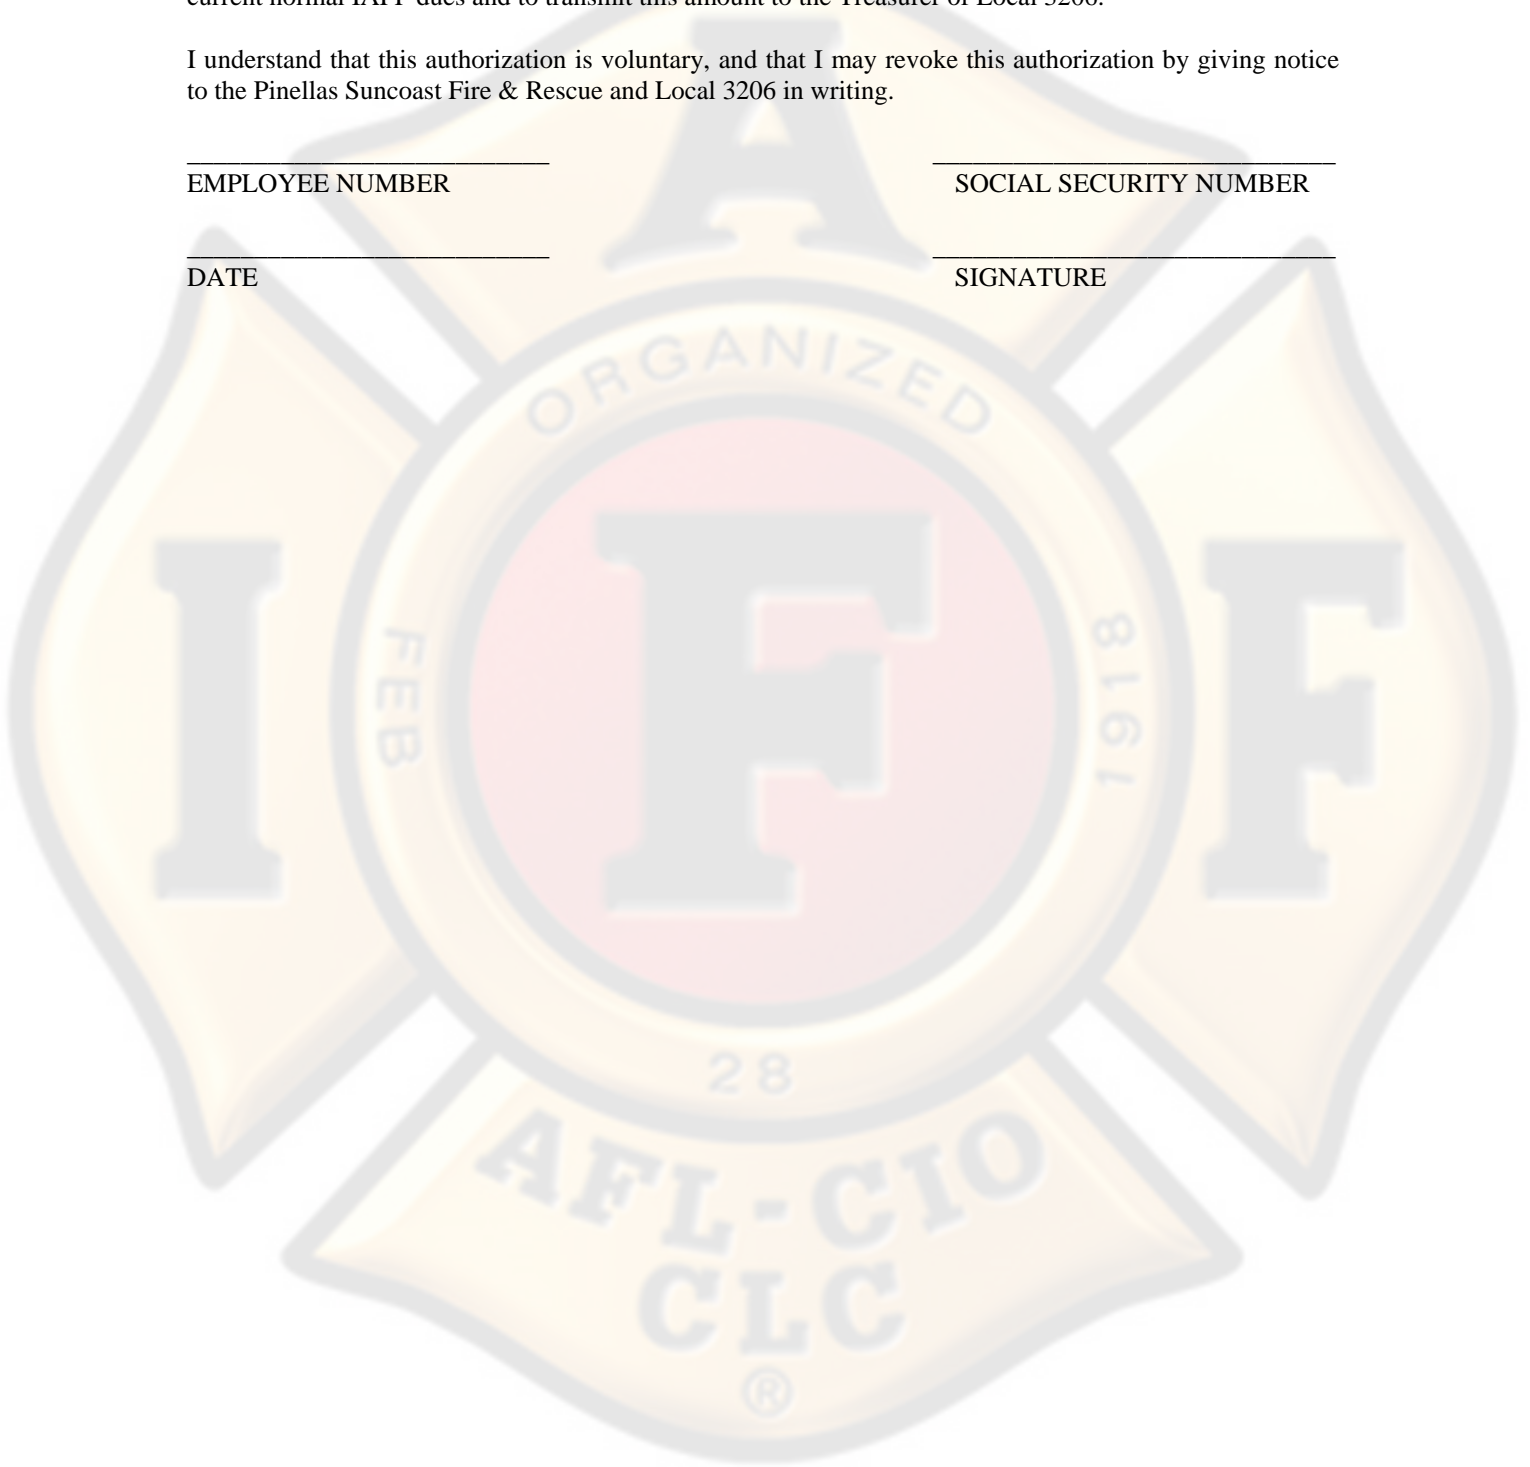 current normal IAFF dues and to transmit this amount to the Treasurer of Local 3206.
I understand that this authorization is voluntary, and that I may revoke this authorization by giving notice
to the Pinellas Suncoast Fire & Rescue and Local 3206 in writing.
EMPLOYEE NUMBER SOCIAL SECURITY NUMBER
DATE SIGNATURE
A
ORGANIZED
I F F
FEB 1918
28
AFL-CIO
CLC
®